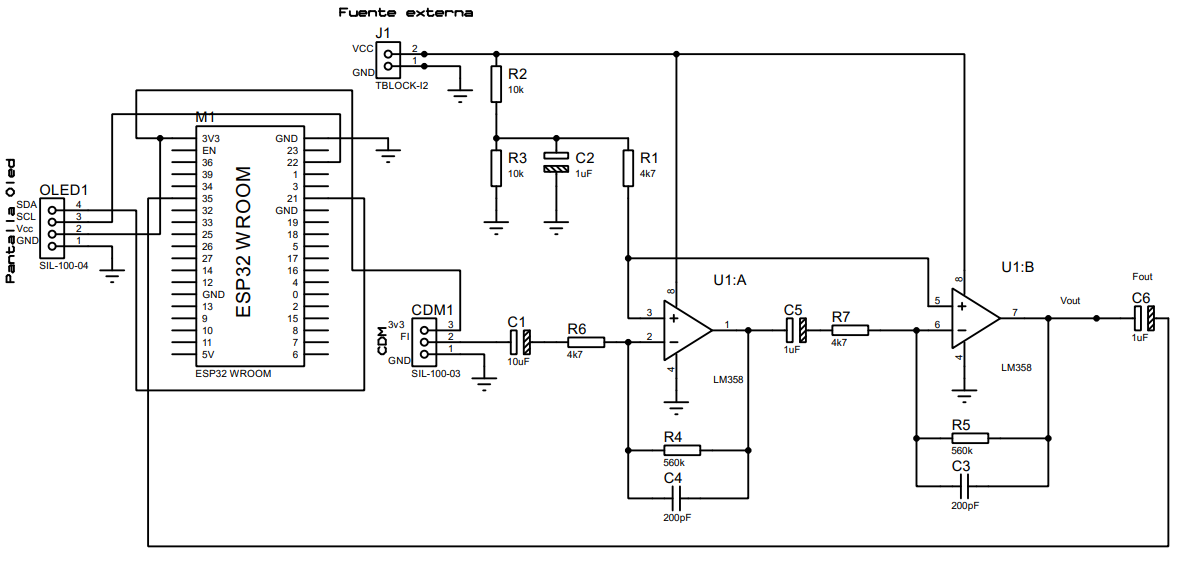 Fuente externa
J1
VCC
2
1
GND
TBLOCK-I2
R2
10k
R3
10k
C2
1uF
R1
4k7
M1
ESP32 WROOM
3V3
EN
36
39
34
35
32
33
25
26
27
14
12
GND
13
9
10
11
5V
GND
23
22
1
3
21
GND
19
18
5
17
16
4
0
2
15
8
7
6
ESP32 WROOM
Pantalla Oled
OLED1
SDA
4
SCL
3
Vcc
2
GND
1
SIL-100-04
CDM
CDM1
3v3
3
FI
2
GND
1
SIL-100-03
C1
10uF
R6
4k7
U1:A
3
2
8
4
1
LM358
R4
560k
C4
200pF
C5
1uF
R7
4k7
U1:B
5
6
8
4
7
LM358
R5
560k
C3
200pF
Vout
Fout
C6
1uF